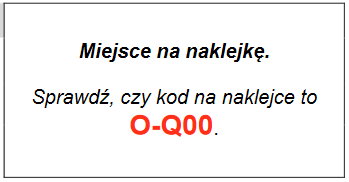 Miejsce na naklejkę.
Sprawdź, czy kod na naklejce to
O-Q00.